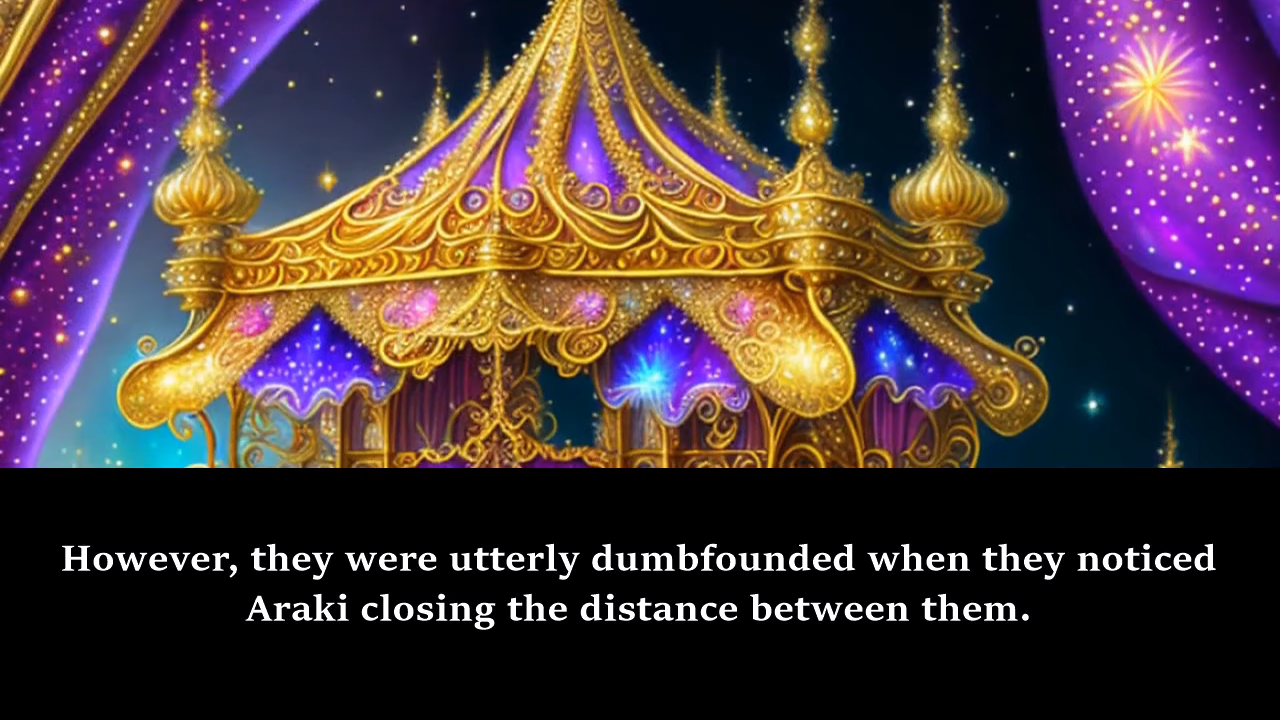 However, they were utterly dumbfounded when they noticed
Araki closing the distance between them.